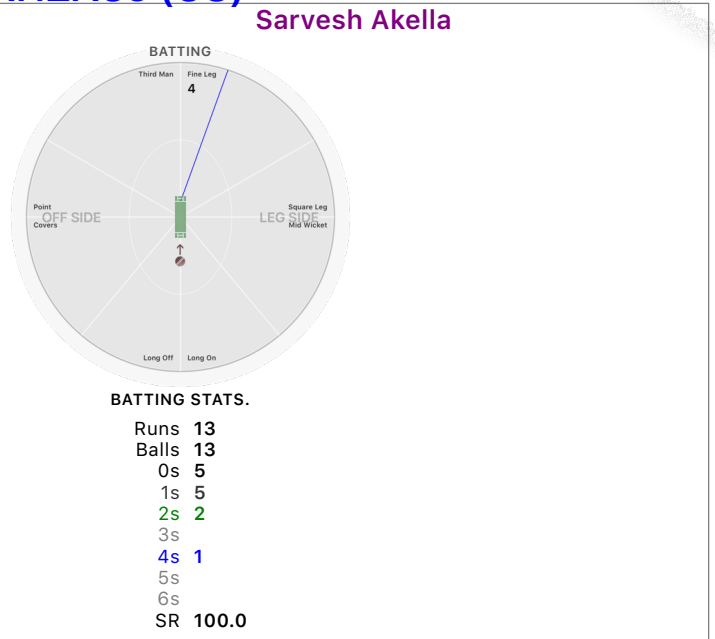 Sarvesh Akella
BATTING
Third Man
Fine Leg
4
Point
OFF SIDE
Covers
Square Leg
LEG SIDE
Mid Wicket
Long Off
Long On
BATTING STATS.
Runs 13
Balls 13
0s 5
1s 5
2s 2
3s
4s 1
5s
6s
SR 100.0